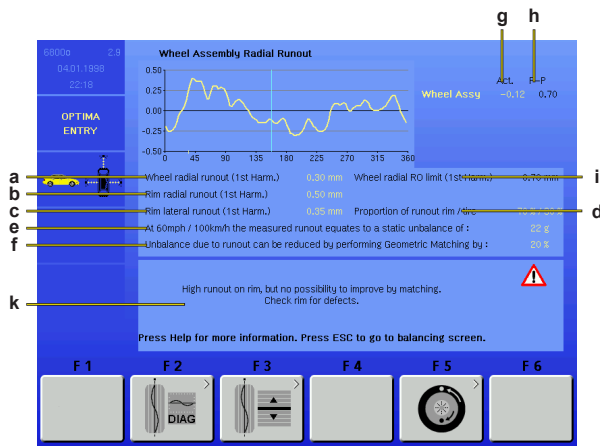 g h
6800p 2.9
04.01.1998
22:18
OPTIMA
ENTRY
Wheel Assembly Radial Runout
Act. P-P
Wheel Assy -0.12 0.70
0.50
0.25
0.00
-0.25
-0.50
0 45 90 135 180 225 270 315 360
a Wheel radial runout (1st Harm.) 0.30 mm Wheel radial RO limit (1st Harm.) 0.70 mm i
b Rim radial runout (1st Harm.) 0.50 mm
c Rim lateral runout (1st Harm.) 0.35 mm Proportion of runout rim / tire d
e At 60mph / 100km/h the measured runout equates to a static unbalance of : 22 g
f Unbalance due to runout can be reduced by performing Geometric Matching by : 20 %
k High runout on rim, but no possibility to improve by matching.
Check rim for defects.
Press Help for more information. Press ESC to go to balancing screen.
F 1 F 2 F 3 F 4 F 5 F 6
DIAG